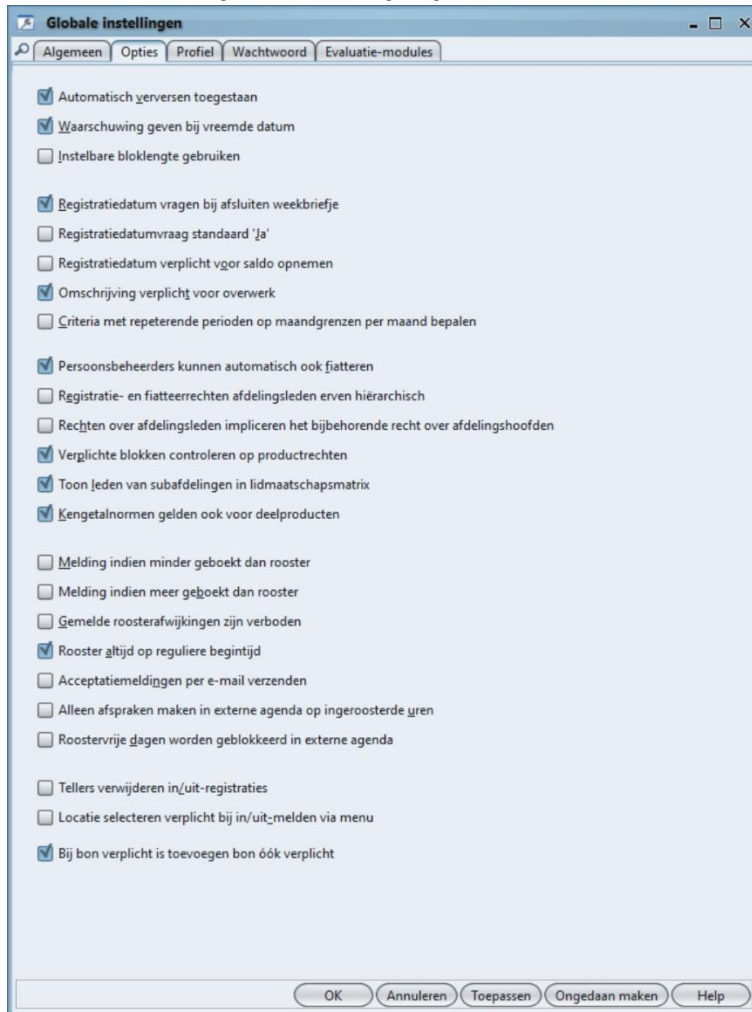 Globale instellingen
Algemeen Opties Profiel Wachtwoord Evaluatie-modules
Automatisch verversen toegestaan
Waarschuwing geven bij vreemde datum
Instelbare bloklengte gebruiken
Registratiedatum vragen bij afsluiten weekbriefje
Registratiedatumvraag standaard 'Ja'
Registratiedatum verplicht voor saldo opnemen
Omschrijving verplicht voor overwerk
Criteria met repeterende perioden op maandgrenzen per maand bepalen
Persoonsbeheerders kunnen automatisch ook fiatteren
Registratie- en fiatteerrechten afdelingsleden erven hiërarchisch
Rechten over afdelingsleden impliceren het bijbehorende recht over afdelingshoofden
Verplichte blokken controleren op productrechten
Toon leden van subafdelingen in lidmaatschapsmatrix
Kengetalnormen gelden ook voor deelproducten
Melding indien minder geboekt dan rooster
Melding indien meer geboekt dan rooster
Gemelde roosterafwijkingen zijn verboden
Rooster altijd op reguliere begintijd
Acceptatiemeldingen per e-mail verzenden
Alleen afspraken maken in externe agenda op ingeroosterde uren
Roostervrije dagen worden geblokkeerd in externe agenda
Tellers verwijderen in/uit-registraties
Locatie selecteren verplicht bij in/uit-melden via menu
Bij bon verplicht is toevoegen bon óók verplicht
OK Annuleren Toepassen Ongedaan maken Help